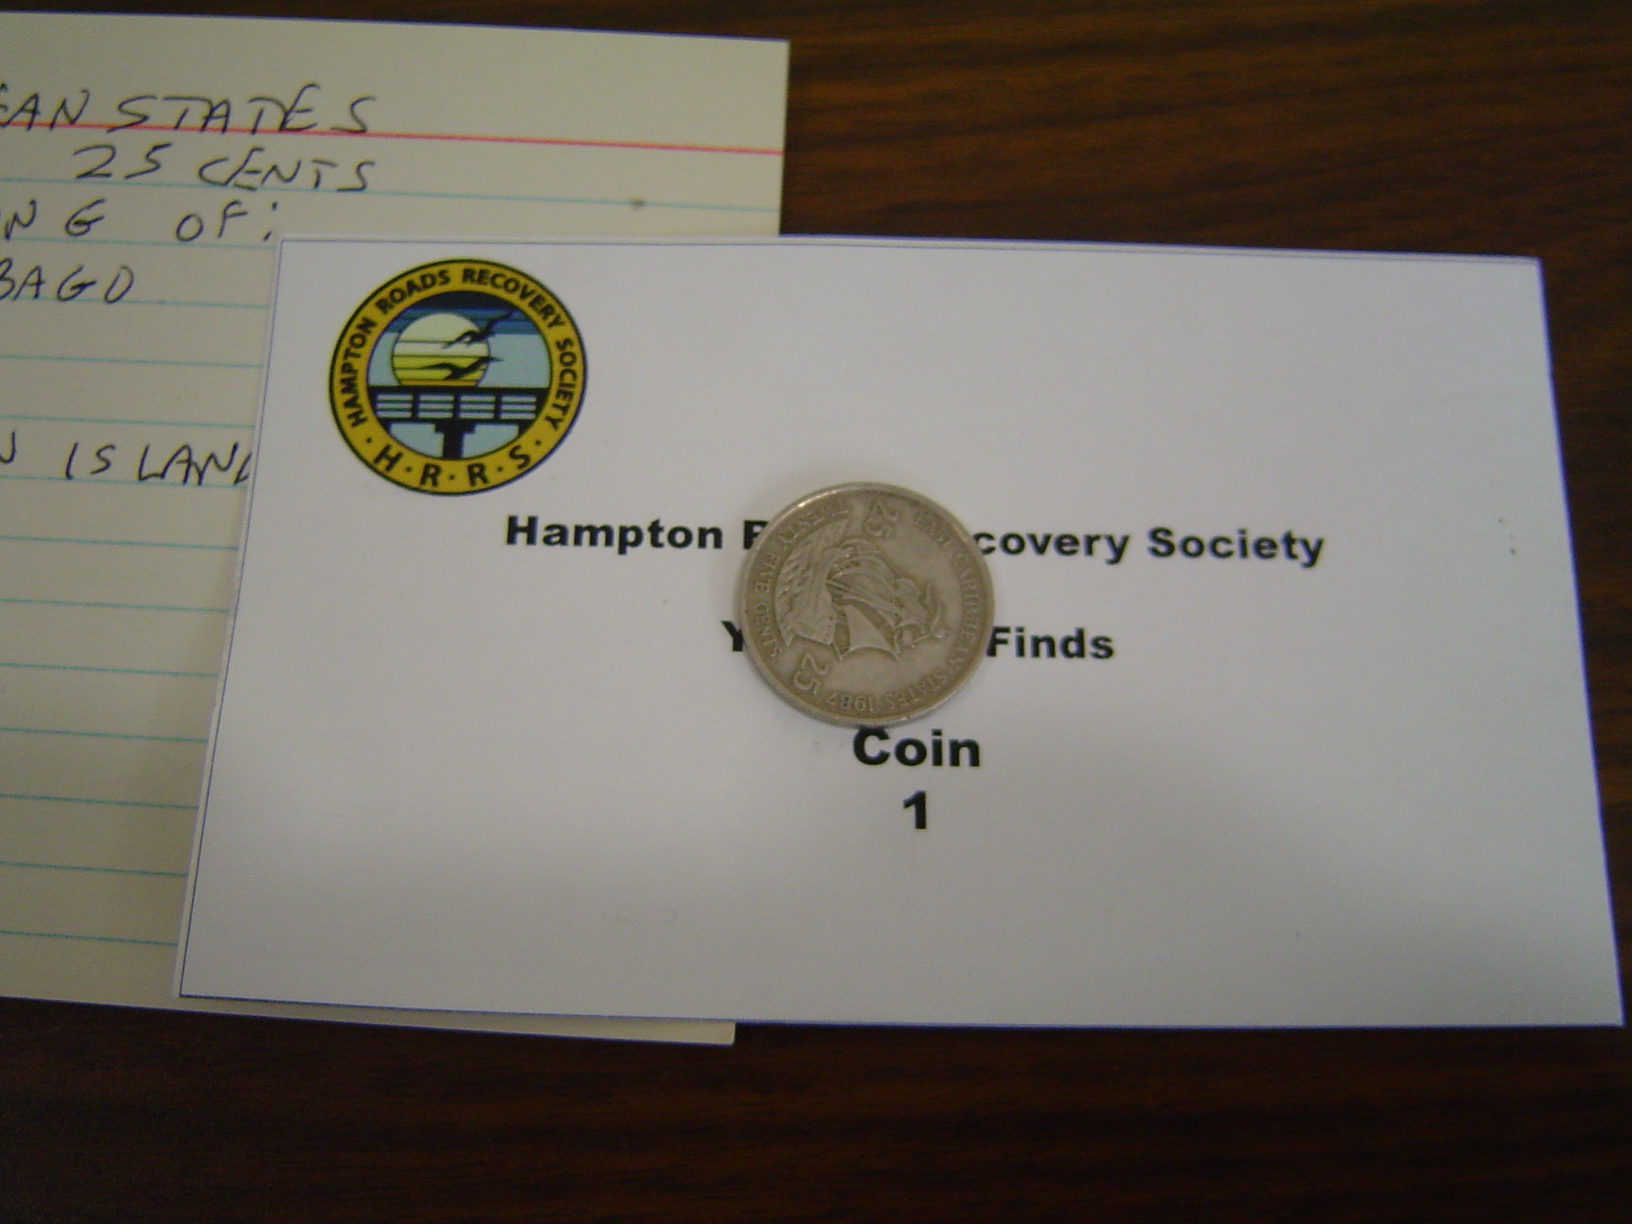 EAN STATES
25 CENTS
NG OF:
BAGO
N ISLAND
HAMPTON ROADS RECOVERY SOCIETY
H·R·R·S·
Hampton R covery Society
Y Finds
Coin
1
EAST CARIBBEAN STATES 1987
TWENTY FIVE CENTS
25
25